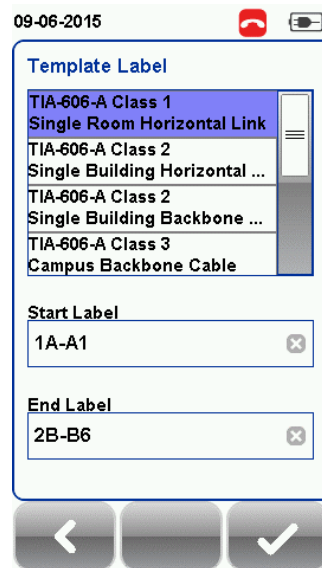 09-06-2015
Template Label
TIA-606-A Class 1
Single Room Horizontal Link
TIA-606-A Class 2
Single Building Horizontal ...
TIA-606-A Class 2
Single Building Backbone ...
TIA-606-A Class 3
Campus Backbone Cable
Start Label
1A-A1
End Label
2B-B6